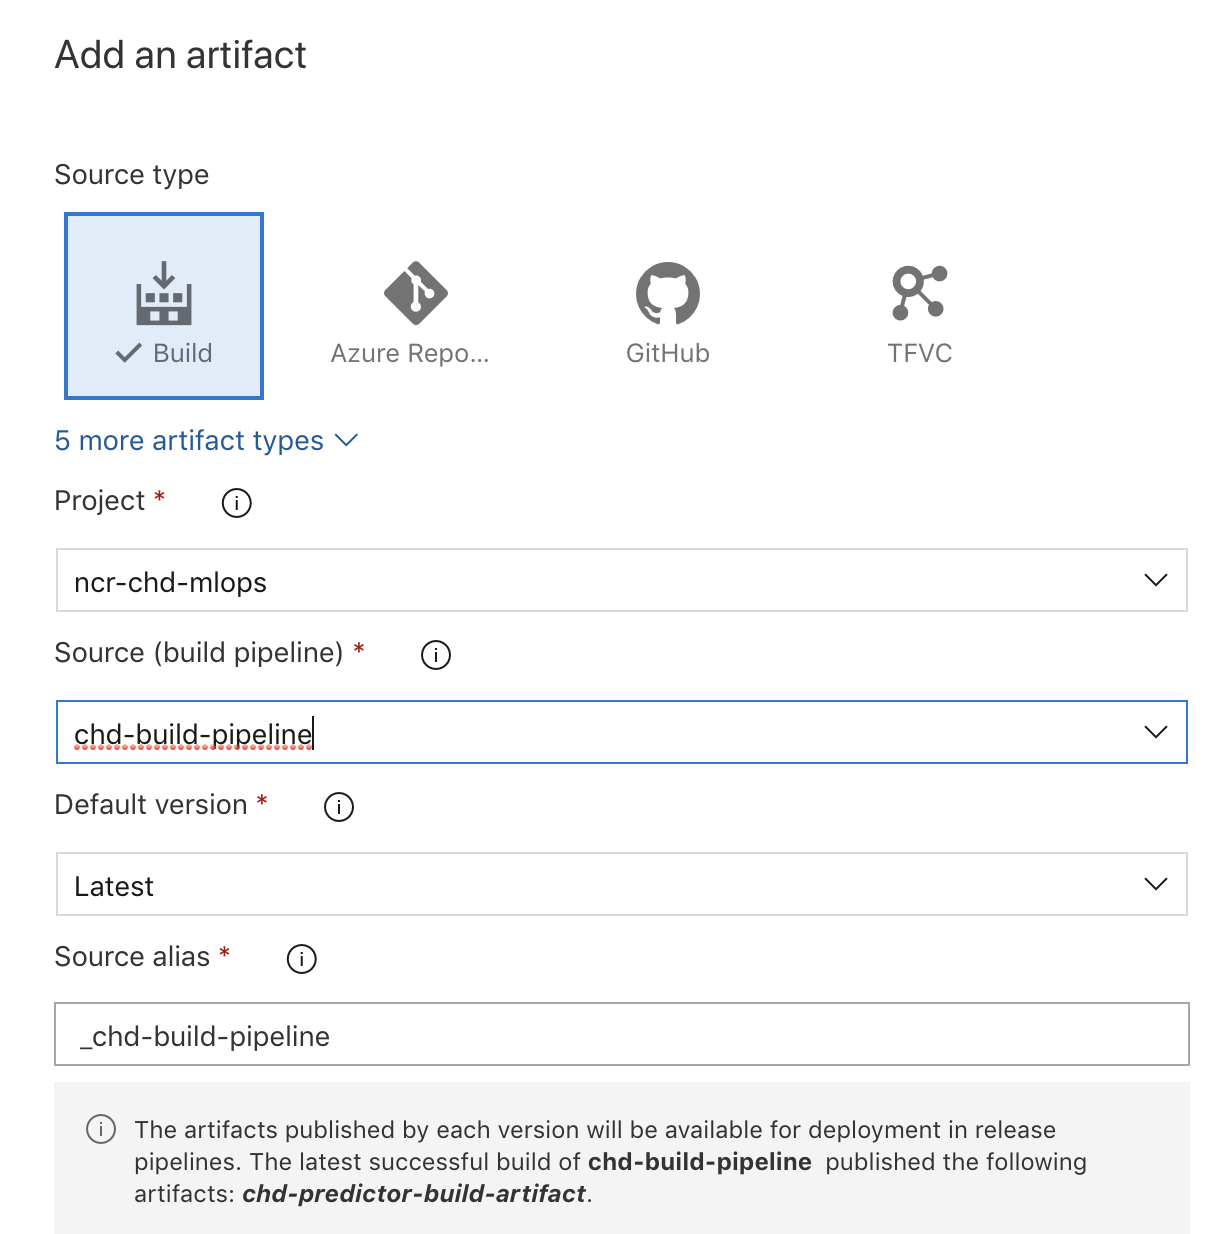 Add an artifact
Source type
Build
Azure Repo...
GitHub
TFVC
5 more artifact types
Project *
ncr-chd-mlops
Source (build pipeline) *
chd-build-pipeline
Default version *
Latest
Source alias *
_chd-build-pipeline
The artifacts published by each version will be available for deployment in release
pipelines. The latest successful build of chd-build-pipeline published the following
artifacts: chd-predictor-build-artifact.